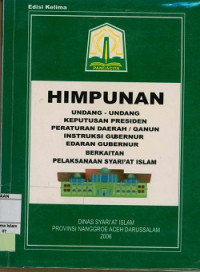 Edisi Kelima
PANCACITA
HIMPUNAN
UNDANG - UNDANG
KEPUTUSAN PRESIDEN
PERATURAN DAERAH / QANUN
INSTRUKSI GUBERNUR
EDARAN GUBERNUR
BERKAITAN
PELAKSANAAN SYARI'AT ISLAM
DINAS SYARI'AT ISLAM
PROVINSI NANGGROE ACEH DARUSSALAM
2006